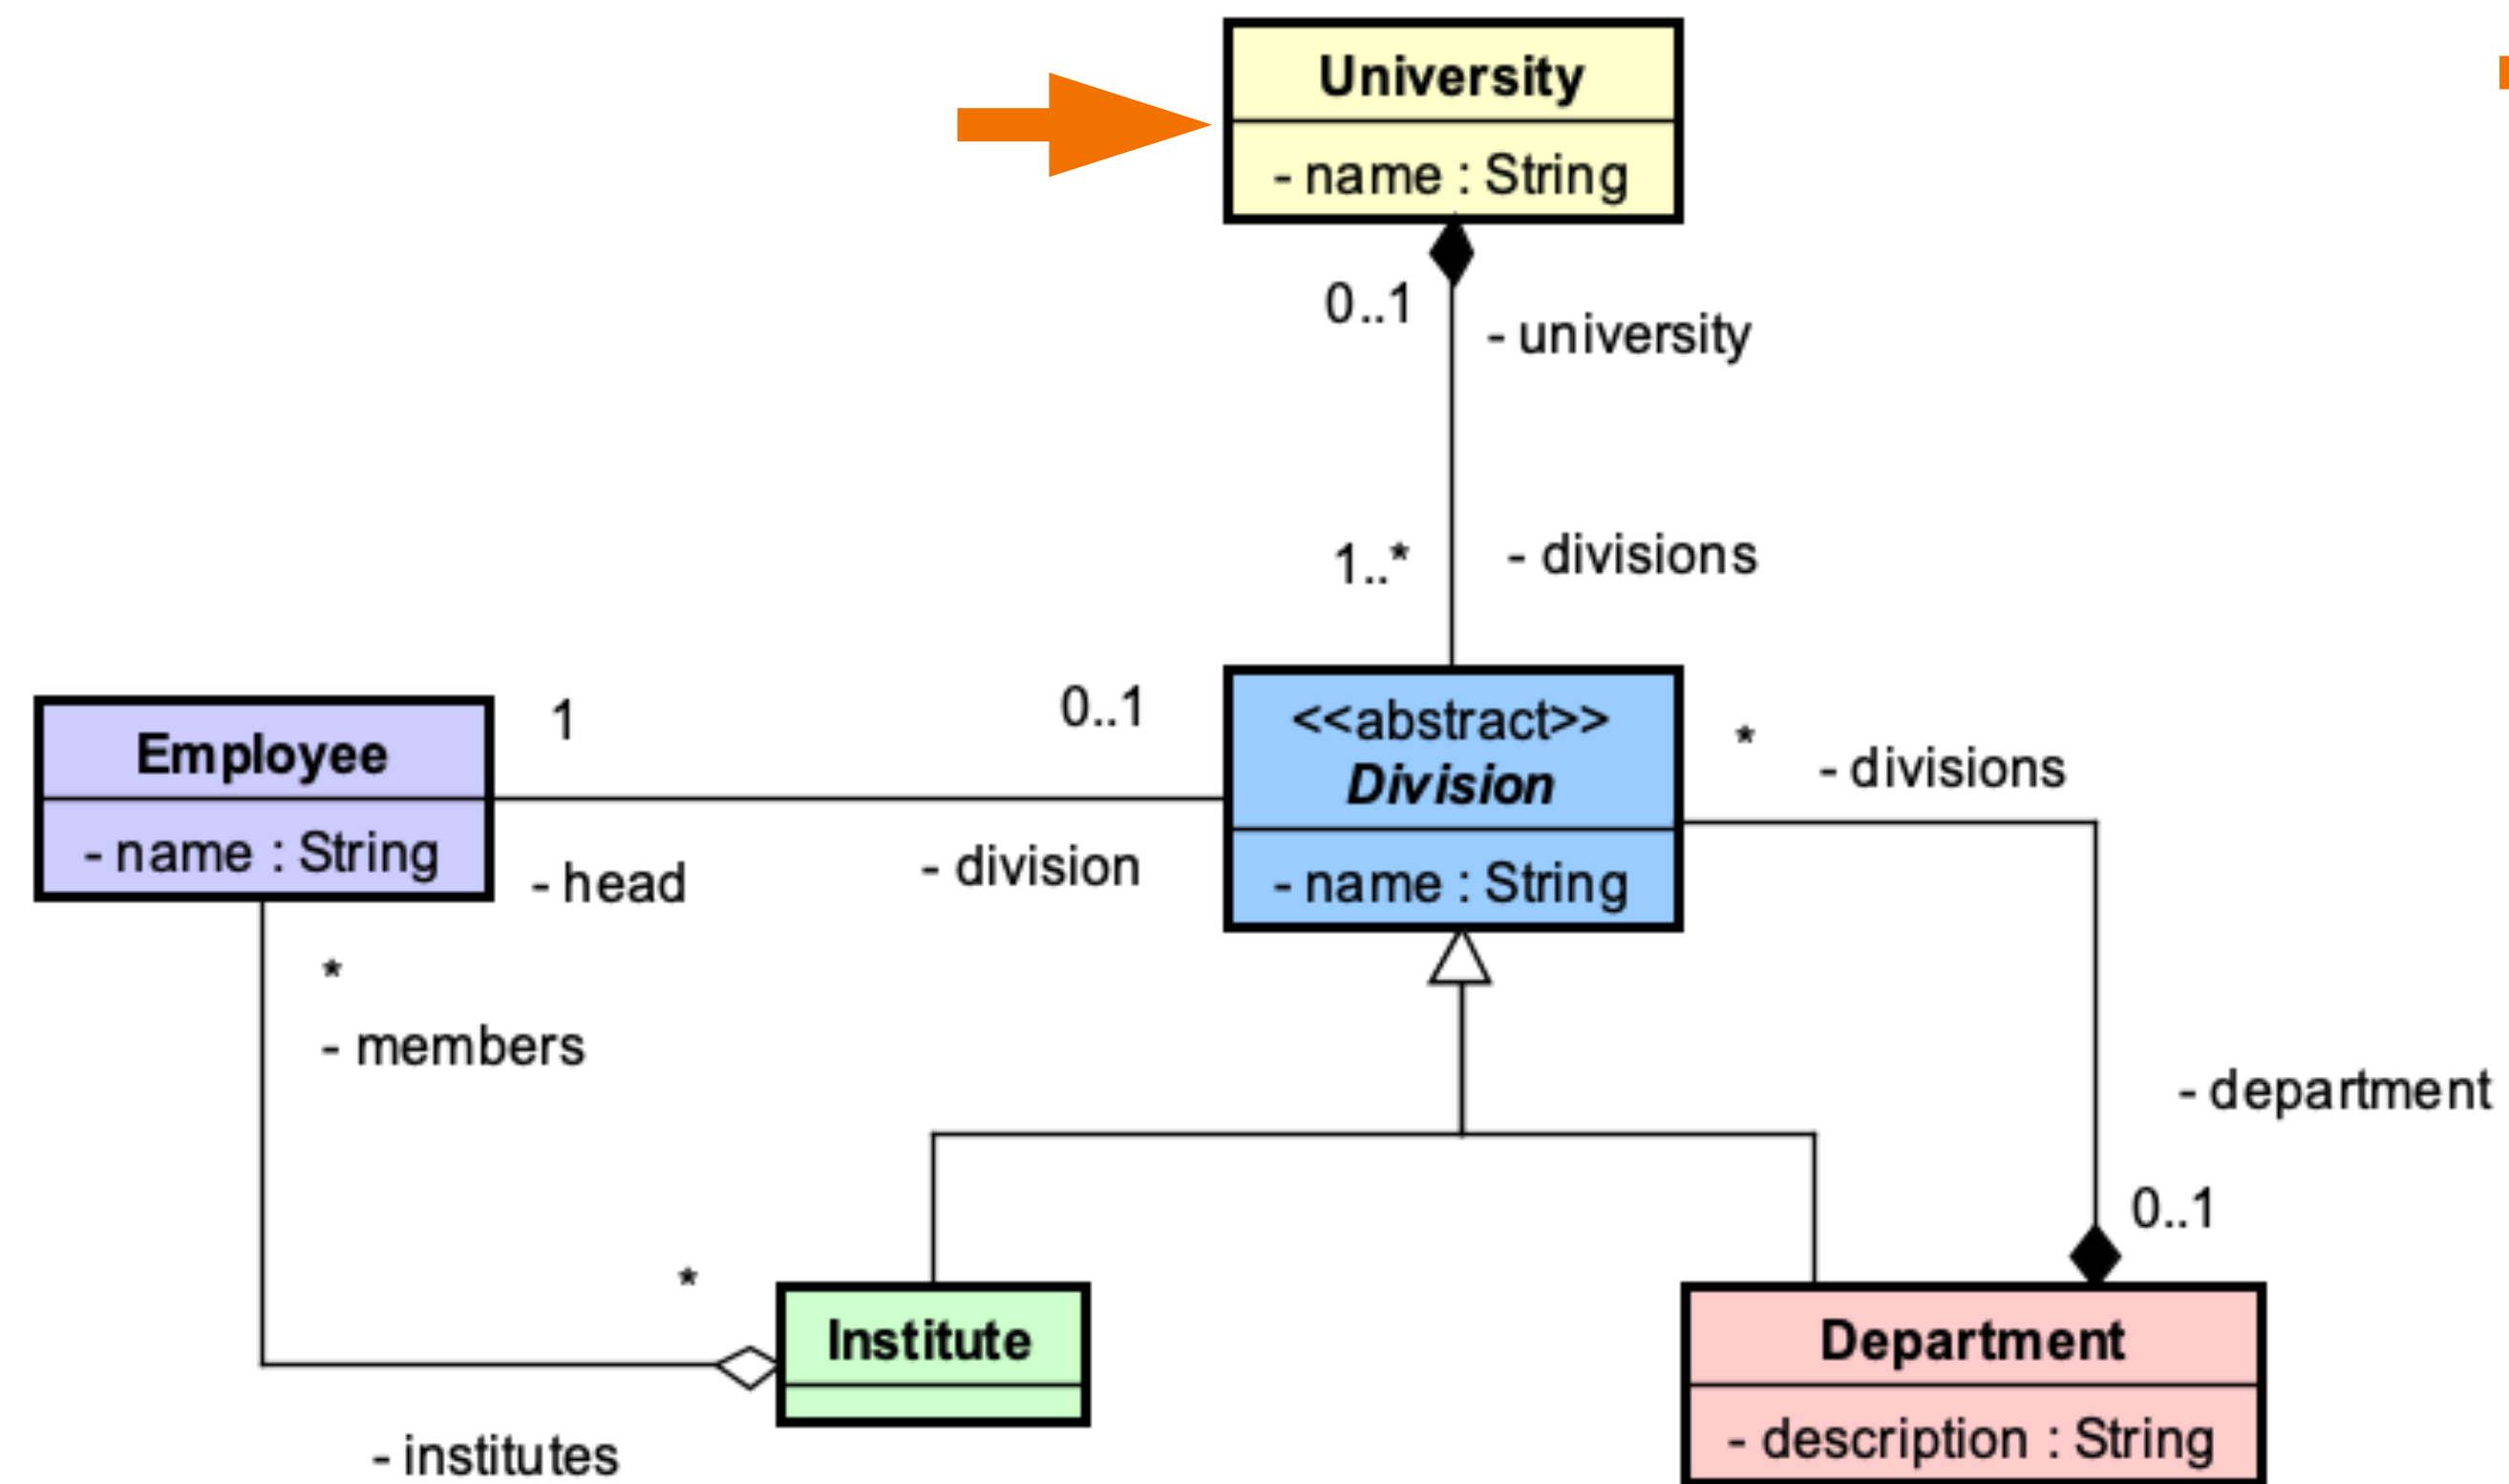 University
- name : String
0..1
- university
1..*
- divisions
1
0..1
<<abstract>>
Division
- name : String
*
- divisions
Employee
- name : String
- head
- division
*
- members
- department
0..1
*
Institute
Department
- description : String
- institutes